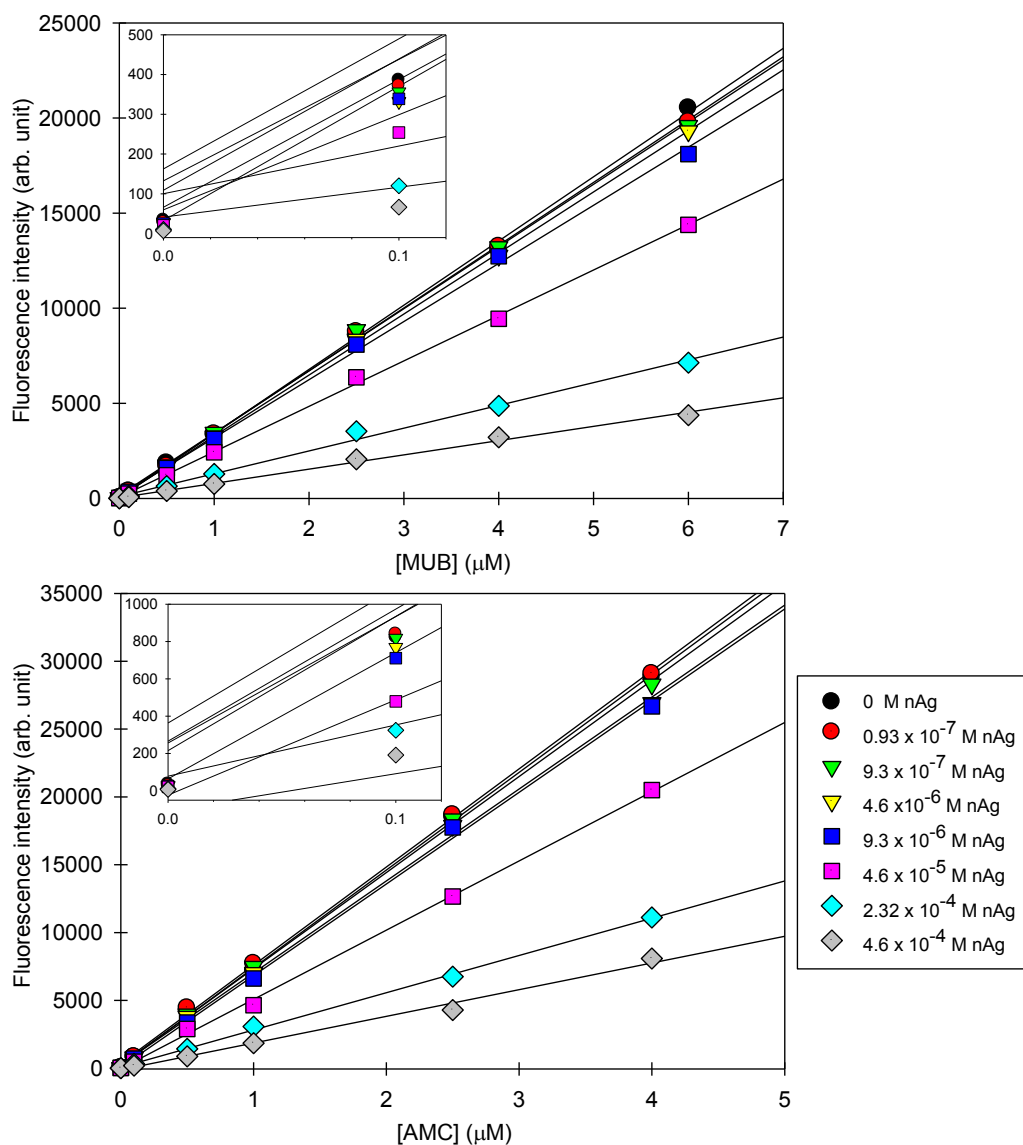 25000
20000
15000
10000
5000
0
Fluorescence intensity (arb. unit)
500
400
300
200
100
0
0.0 0.1
0 1 2 3 4 5 6 7
[MUB] (μM)
35000
30000
25000
20000
15000
10000
5000
0
Fluorescence intensity (arb. unit)
1000
800
600
400
200
0
0.0 0.1
0 1 2 3 4 5
[AMC] (μM)
0 M nAg
0.93 x 10⁻⁷ M nAg
9.3 x 10⁻⁷ M nAg
4.6 x10⁻⁶ M nAg
9.3 x 10⁻⁶ M nAg
4.6 x 10⁻⁵ M nAg
2.32 x 10⁻⁴ M nAg
4.6 x 10⁻⁴ M nAg